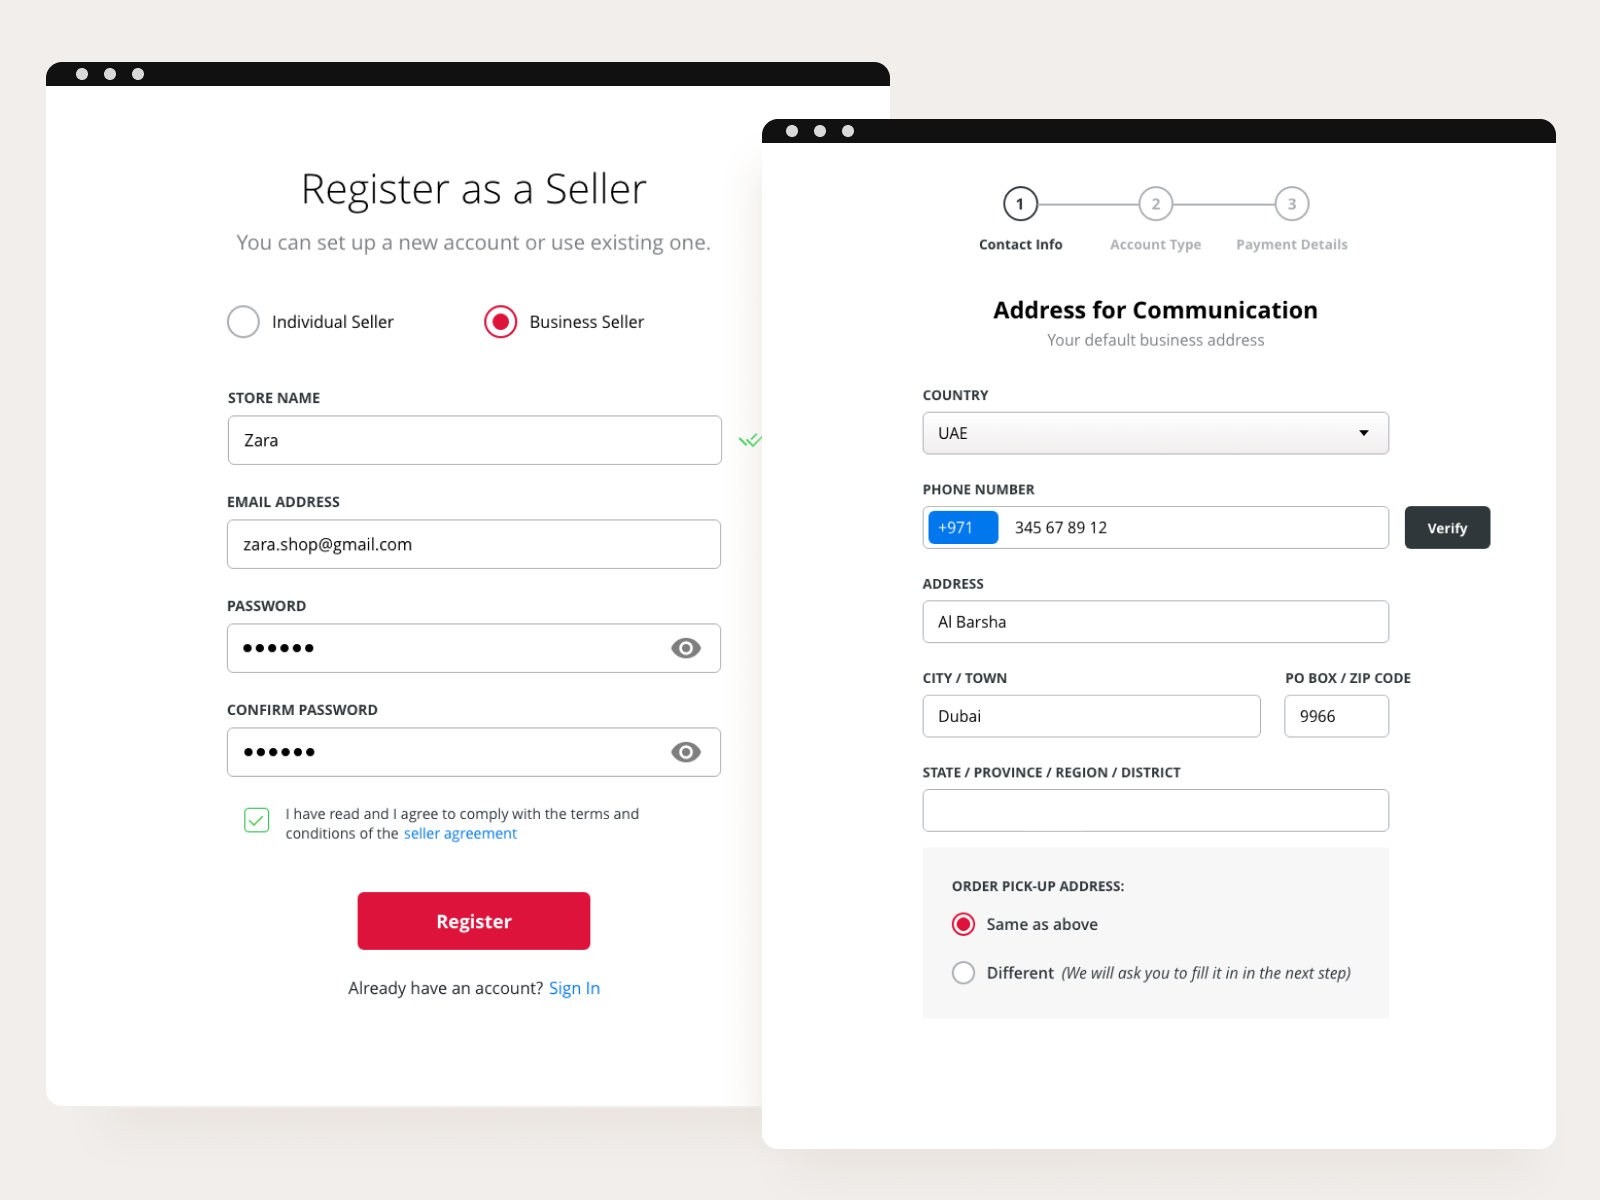 Register as a Seller
You can set up a new account or use existing one.
Individual Seller
Business Seller
STORE NAME
Zara
EMAIL ADDRESS
zara.shop@gmail.com
PASSWORD
CONFIRM PASSWORD
I have read and I agree to comply with the terms and
conditions of the seller agreement
Register
Already have an account? Sign In
1
2
3
Contact Info
Account Type
Payment Details
Address for Communication
Your default business address
COUNTRY
UAE
PHONE NUMBER
+971 345 67 89 12
Verify
ADDRESS
Al Barsha
CITY / TOWN
Dubai
PO BOX / ZIP CODE
9966
STATE / PROVINCE / REGION / DISTRICT
ORDER PICK-UP ADDRESS:
Same as above
Different (We will ask you to fill it in in the next step)